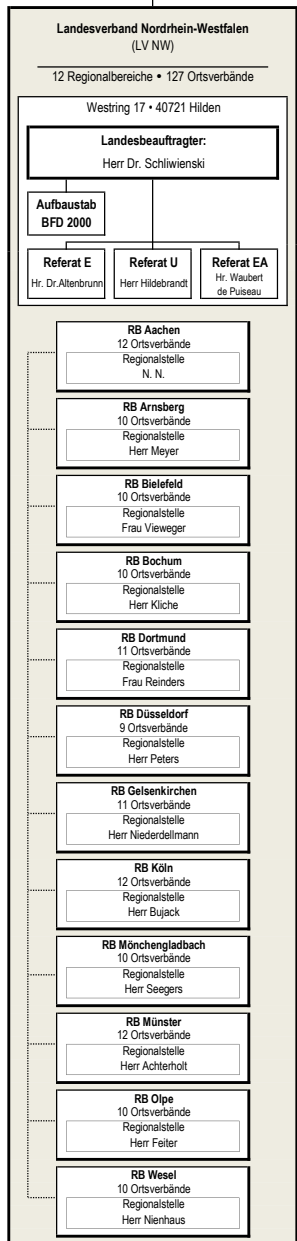 Landesverband Nordrhein-Westfalen
(LV NW)
12 Regionalbereiche • 127 Ortsverbände
Westring 17 • 40721 Hilden
Landesbeauftragter:
Herr Dr. Schliwienski
Aufbaustab
BFD 2000
Referat E
Hr. Dr.Altenbrunn
Referat U
Herr Hildebrandt
Referat EA
Hr. Waubert
de Puiseau
RB Aachen
12 Ortsverbände
Regionalstelle
N. N.
RB Arnsberg
10 Ortsverbände
Regionalstelle
Herr Meyer
RB Bielefeld
10 Ortsverbände
Regionalstelle
Frau Vieweger
RB Bochum
10 Ortsverbände
Regionalstelle
Herr Kliche
RB Dortmund
11 Ortsverbände
Regionalstelle
Frau Reinders
RB Düsseldorf
9 Ortsverbände
Regionalstelle
Herr Peters
RB Gelsenkirchen
11 Ortsverbände
Regionalstelle
Herr Niederdellmann
RB Köln
12 Ortsverbände
Regionalstelle
Herr Bujack
RB Mönchengladbach
10 Ortsverbände
Regionalstelle
Herr Seegers
RB Münster
12 Ortsverbände
Regionalstelle
Herr Achterholt
RB Olpe
10 Ortsverbände
Regionalstelle
Herr Feiter
RB Wesel
10 Ortsverbände
Regionalstelle
Herr Nienhaus